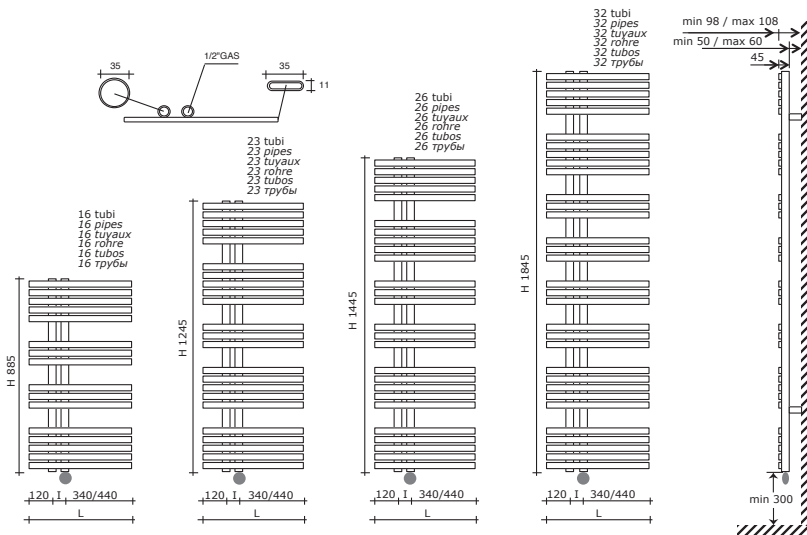 35
1/2"GAS
35
11
16 tubi
16 pipes
16 tuyaux
16 rohre
16 tubos
16 трубы
H 885
120 I 340/440
L
23 tubi
23 pipes
23 tuyaux
23 rohre
23 tubos
23 трубы
H 1245
120 I 340/440
L
26 tubi
26 pipes
26 tuyaux
26 rohre
26 tubos
26 трубы
H 1445
120 I 340/440
L
32 tubi
32 pipes
32 tuyaux
32 rohre
32 tubos
32 трубы
H 1845
120 I 340/440
L
min 98 / max 108
min 50 / max 60
45
min 300